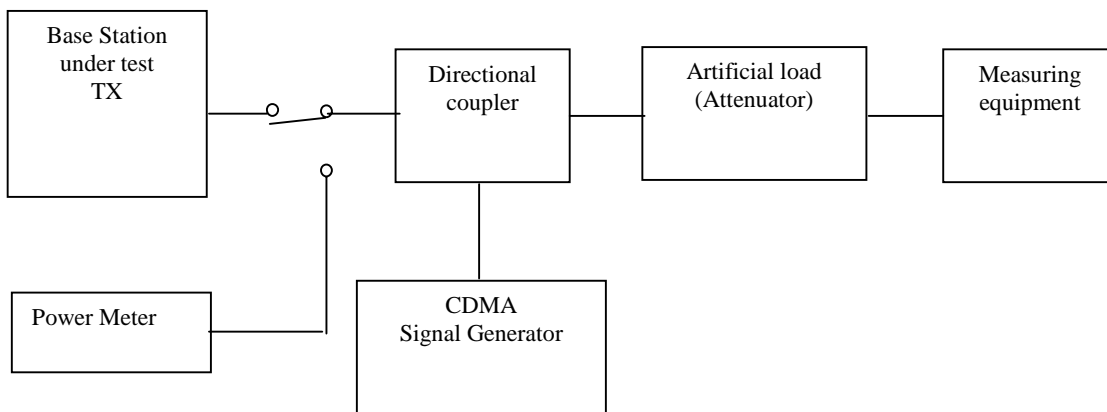 Base Station
under test
TX
Directional
coupler
Artificial load
(Attenuator)
Measuring
equipment
Power Meter
CDMA
Signal Generator